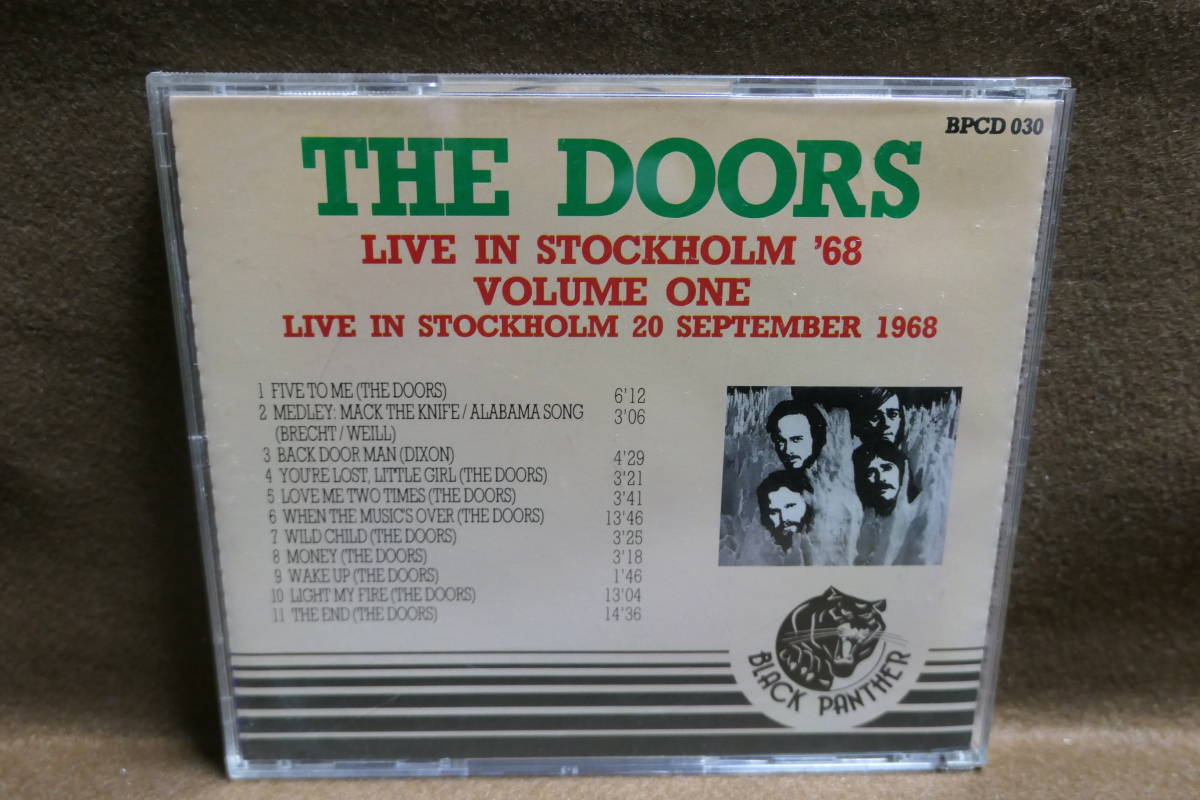 BPCD 030
THE DOORS
LIVE IN STOCKHOLM '68
VOLUME ONE
LIVE IN STOCKHOLM 20 SEPTEMBER 1968
1 FIVE TO ME (THE DOORS) 6'12
2 MEDLEY: MACK THE KNIFE / ALABAMA SONG 3'06
(BRECHT / WEILL)
3 BACK DOOR MAN (DIXON) 4'29
4 YOU'RE LOST, LITTLE GIRL (THE DOORS) 3'21
5 LOVE ME TWO TIMES (THE DOORS) 3'41
6 WHEN THE MUSIC'S OVER (THE DOORS) 13'46
7 WILD CHILD (THE DOORS) 3'25
8 MONEY (THE DOORS) 3'18
9 WAKE UP (THE DOORS) 1'46
10 LIGHT MY FIRE (THE DOORS) 13'04
11 THE END (THE DOORS) 14'36
BLACK PANTHER